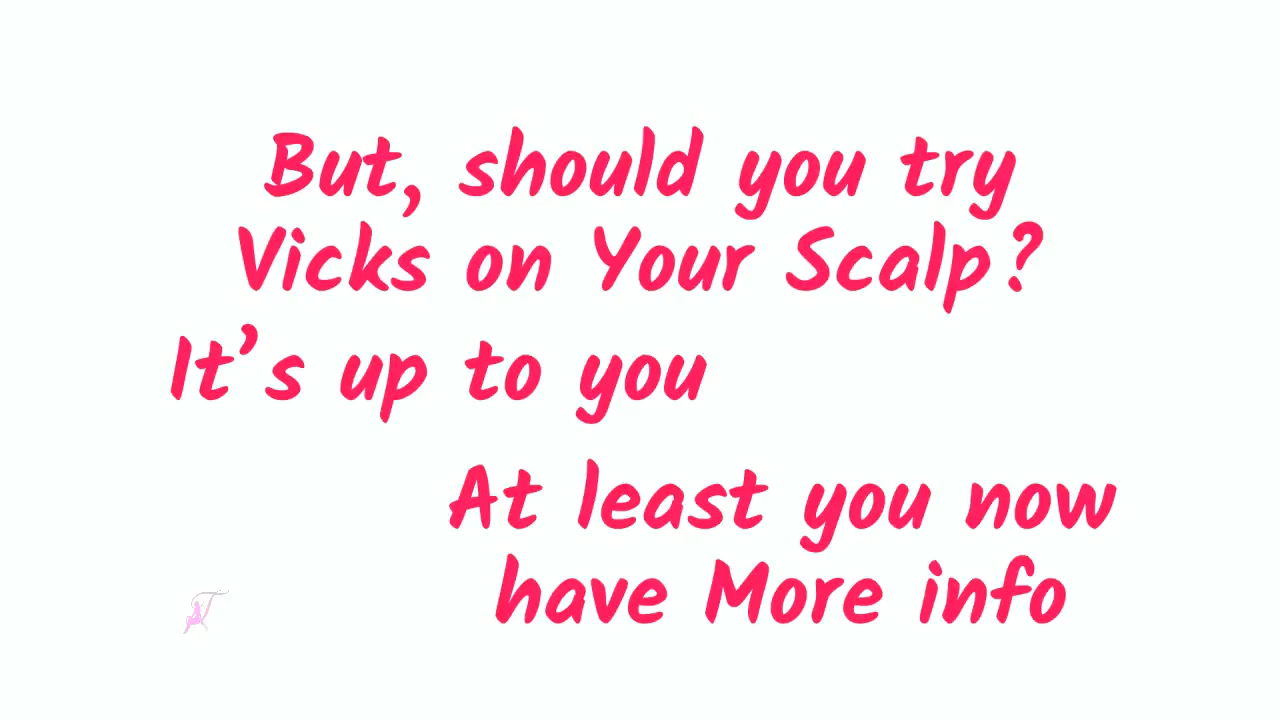 But, should you try
Vicks on Your Scalp?
It's up to you
At least you now
have More info